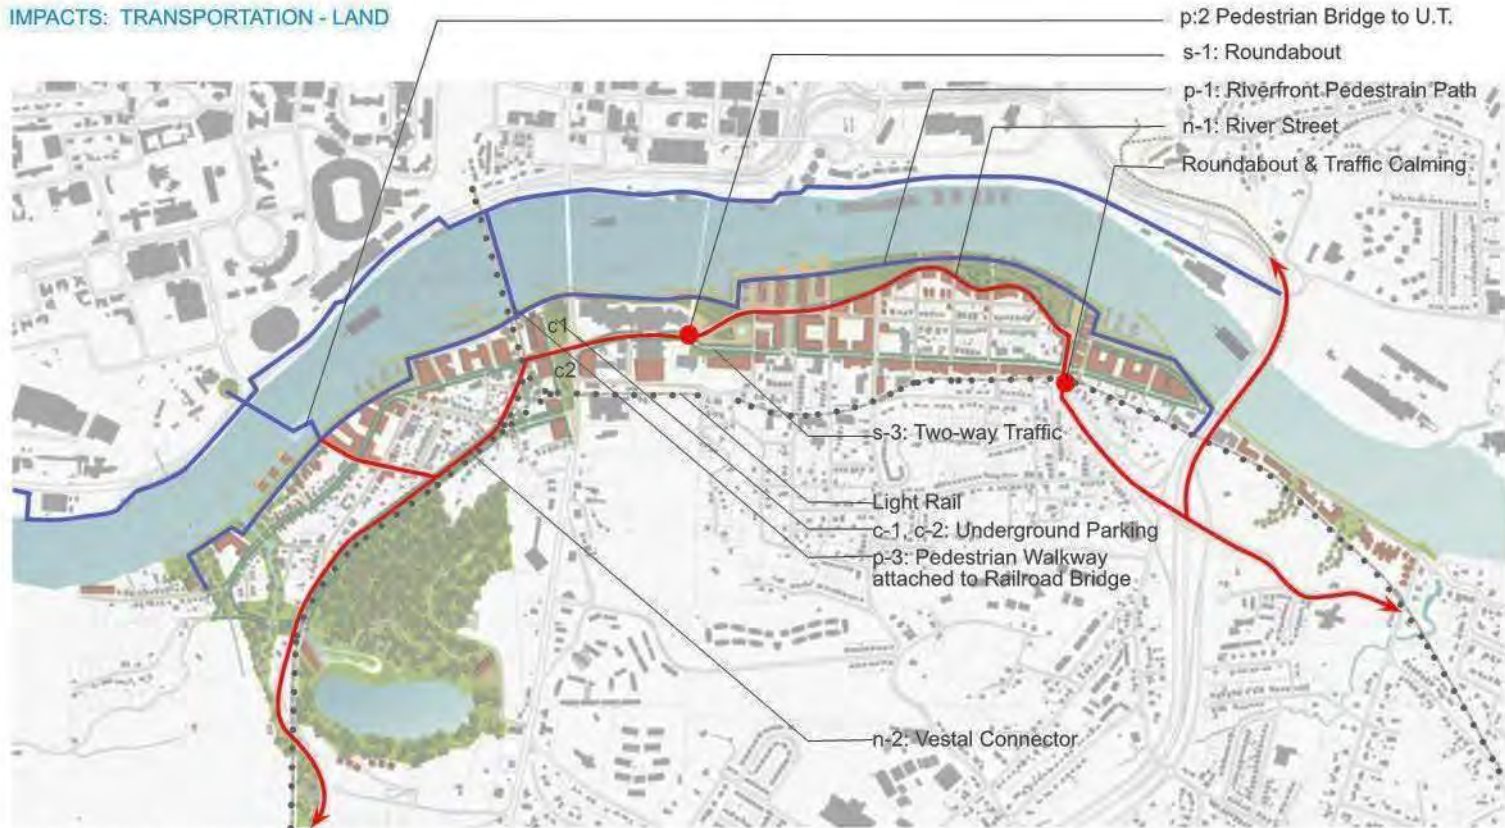 IMPACTS: TRANSPORTATION - LAND
p:2 Pedestrian Bridge to U.T.
s-1: Roundabout
p-1: Riverfront Pedestrain Path
n-1: River Street
Roundabout & Traffic Calming
c1
c2
s-3: Two-way Traffic
Light Rail
c-1, c-2: Underground Parking
p-3: Pedestrian Walkway
attached to Railroad Bridge
n-2: Vestal Connector